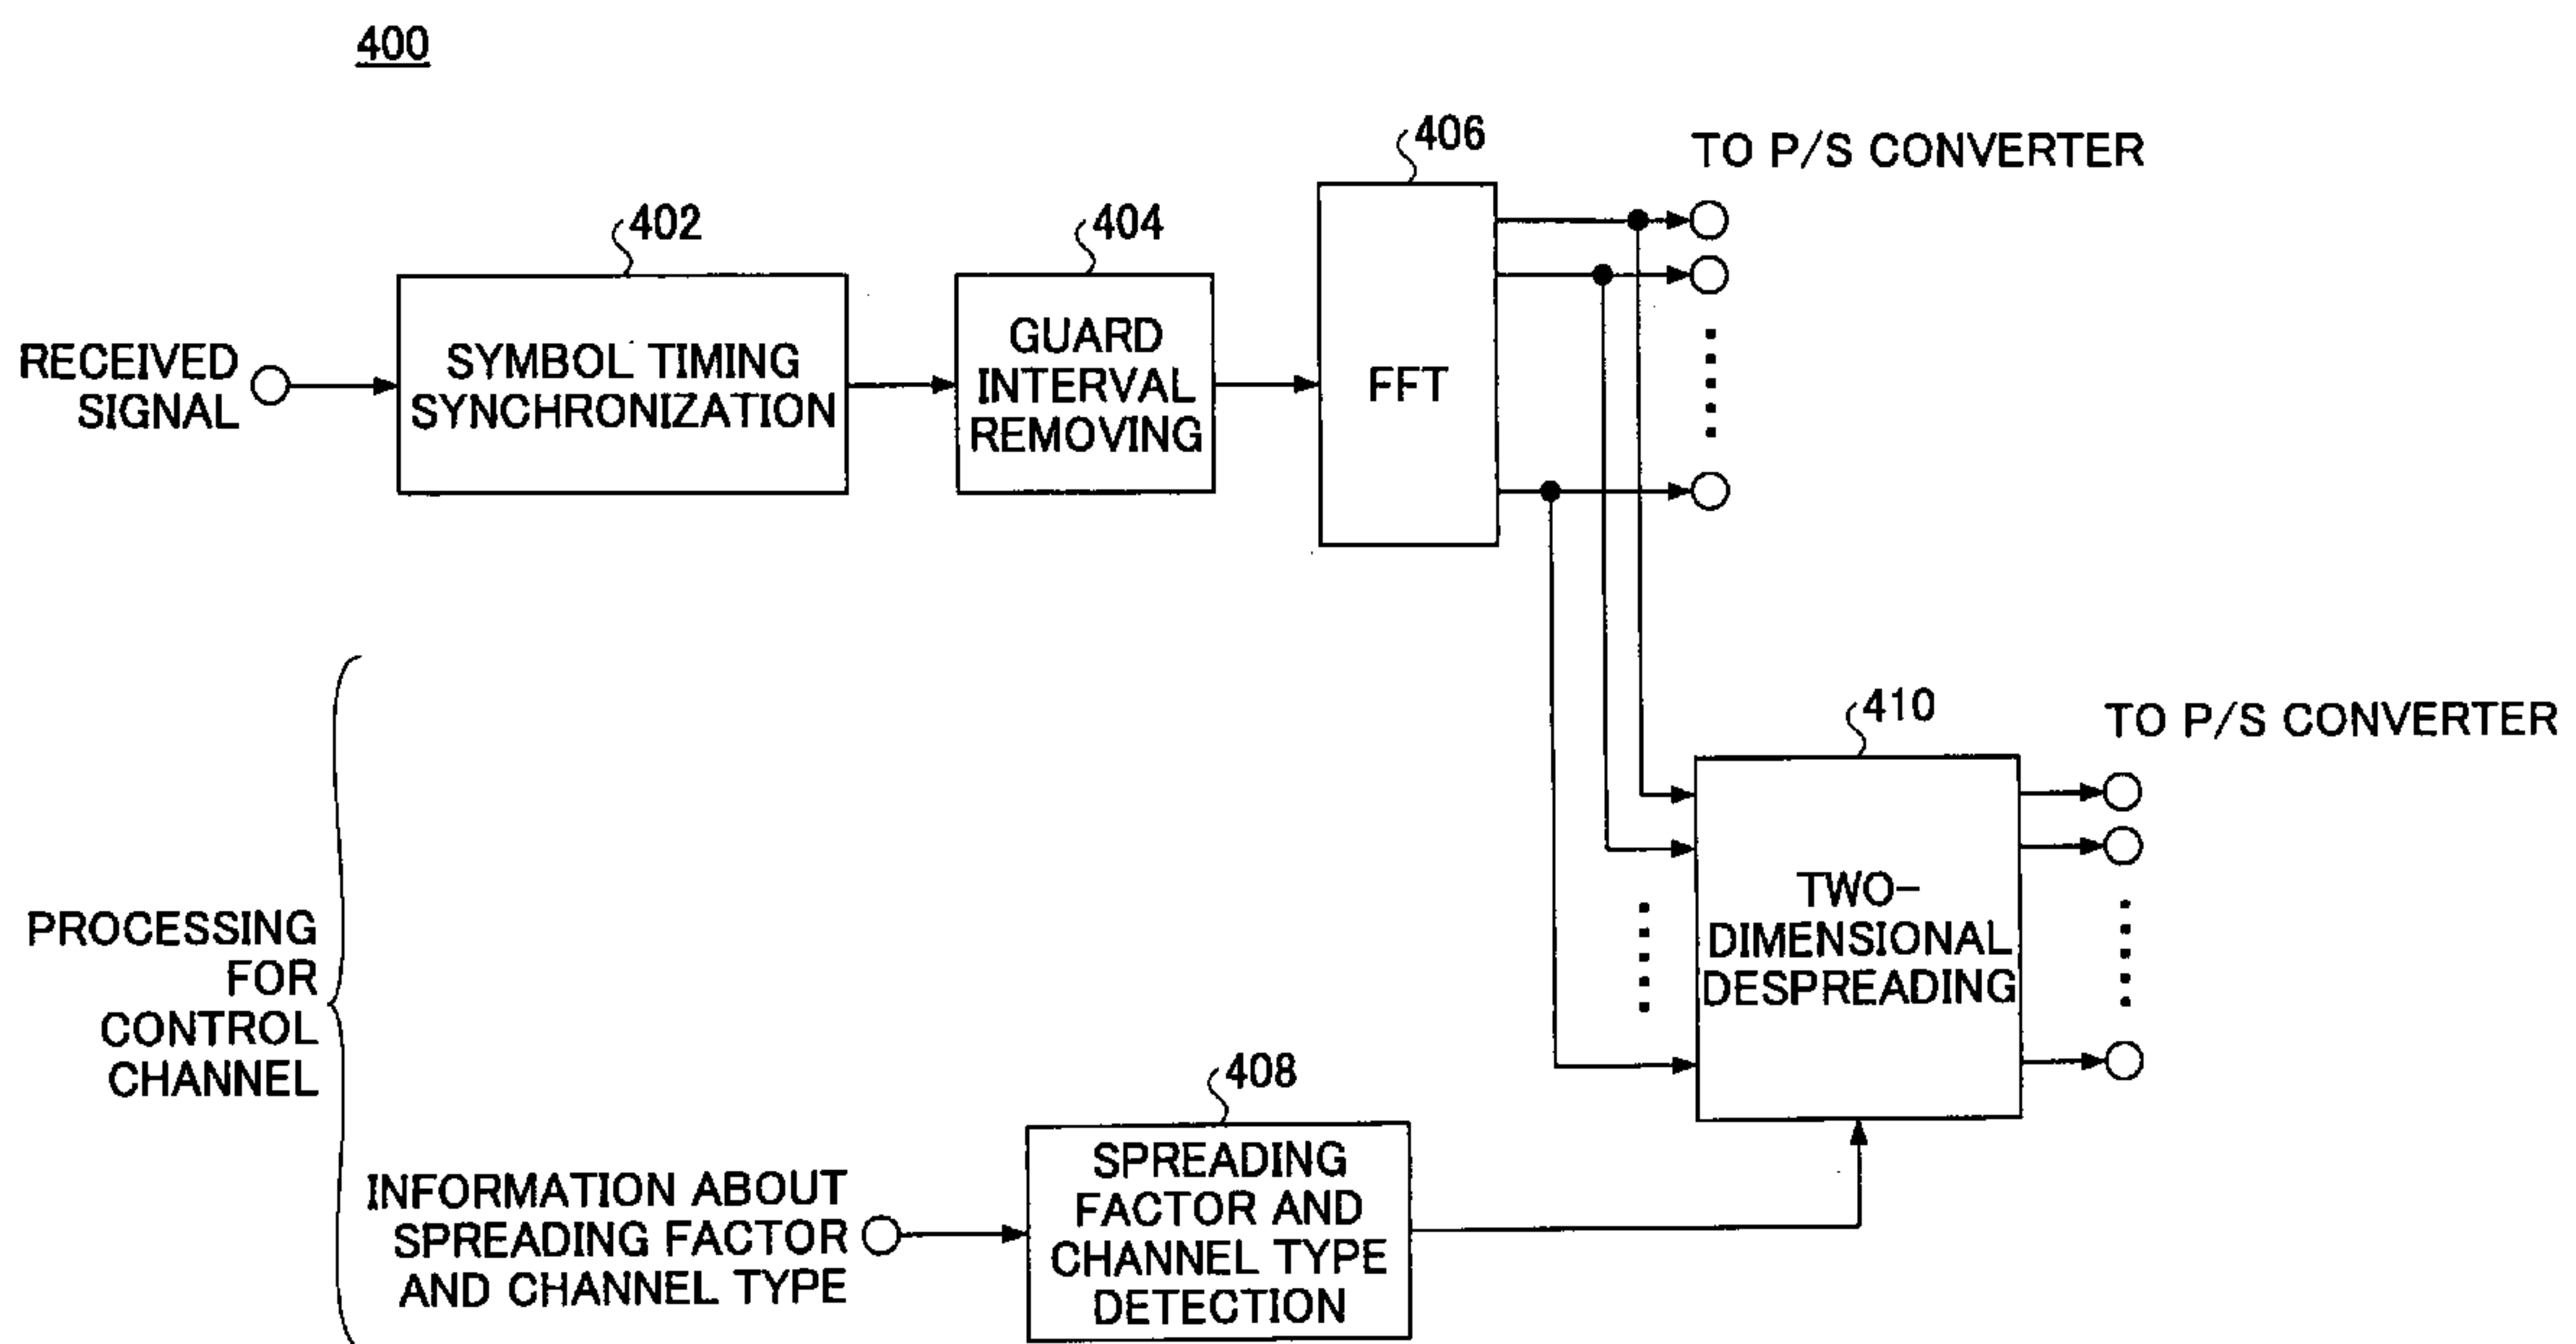 400
406
TO P/S CONVERTER
402
404
RECEIVED
SIGNAL
SYMBOL TIMING
SYNCHRONIZATION
GUARD
INTERVAL
REMOVING
FFT
410
TO P/S CONVERTER
TWO-
DIMENSIONAL
DESPREADING
PROCESSING
FOR
CONTROL
CHANNEL
408
INFORMATION ABOUT
SPREADING FACTOR
AND CHANNEL TYPE
SPREADING
FACTOR AND
CHANNEL TYPE
DETECTION